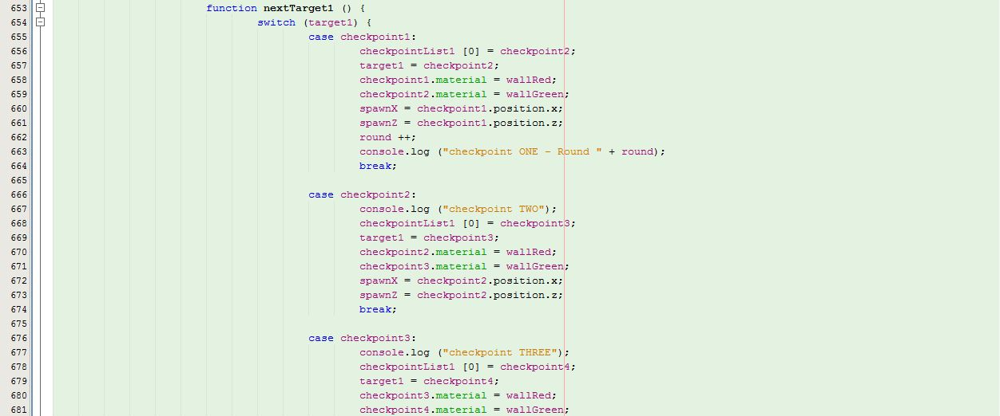 653 function nextTarget1 () {
654 switch (target1) {
655 case checkpoint1:
656 checkpointList1 [0] = checkpoint2;
657 target1 = checkpoint2;
658 checkpoint1.material = wallRed;
659 checkpoint2.material = wallGreen;
660 spawnX = checkpoint1.position.x;
661 spawnZ = checkpoint1.position.z;
662 round ++;
663 console.log ("checkpoint ONE - Round " + round);
664 break;
665
666 case checkpoint2:
667 console.log ("checkpoint TWO");
668 checkpointList1 [0] = checkpoint3;
669 target1 = checkpoint3;
670 checkpoint2.material = wallRed;
671 checkpoint3.material = wallGreen;
672 spawnX = checkpoint2.position.x;
673 spawnZ = checkpoint2.position.z;
674 break;
675
676 case checkpoint3:
677 console.log ("checkpoint THREE");
678 checkpointList1 [0] = checkpoint4;
679 target1 = checkpoint4;
680 checkpoint3.material = wallRed;
681 checkpoint4.material = wallGreen;